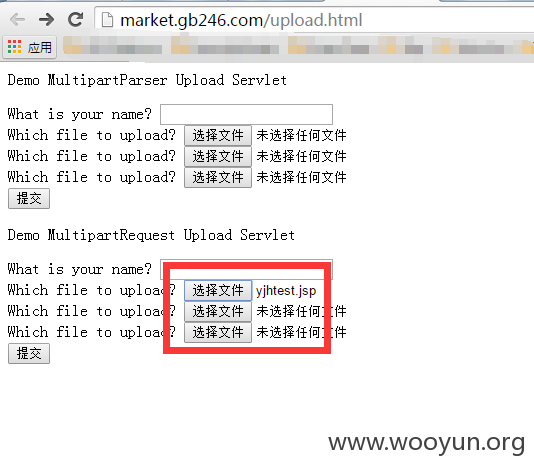 market.gb246.com/upload.html
应用
Demo MultipartParser Upload Servlet
What is your name?
Which file to upload? 选择文件 未选择任何文件
Which file to upload? 选择文件 未选择任何文件
Which file to upload? 选择文件 未选择任何文件
提交
Demo MultipartRequest Upload Servlet
What is your name?
Which file to upload? 选择文件 yjhtest.jsp
Which file to upload? 选择文件 未选择任何文件
Which file to upload? 选择文件 未选择任何文件
提交
www.wooyun.org